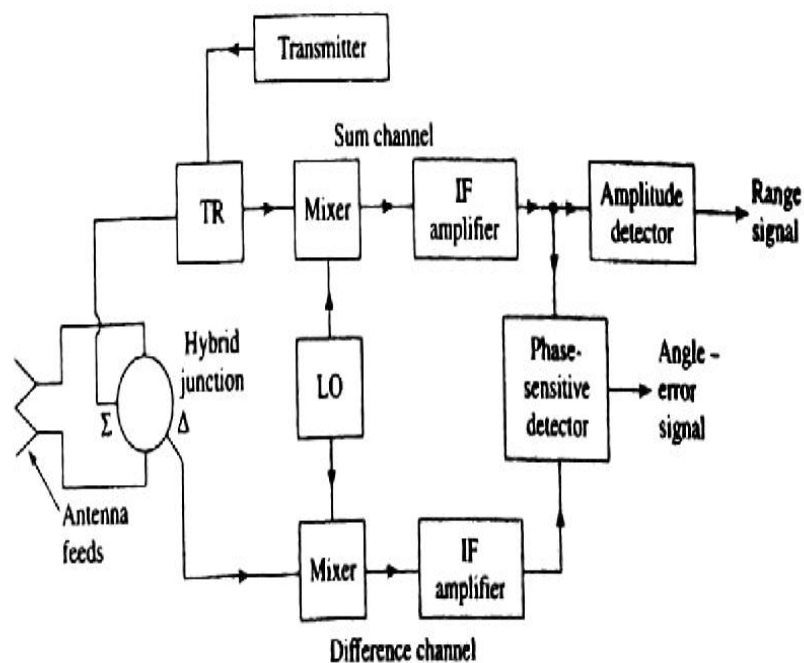 Transmitter
Sum channel
TR
Mixer
IF
amplifier
Amplitude
detector
Range
signal
Hybrid
junction
LO
Phase-
sensitive
detector
Angle –
error
signal
Σ
Δ
Antenna
feeds
Mixer
IF
amplifier
Difference channel